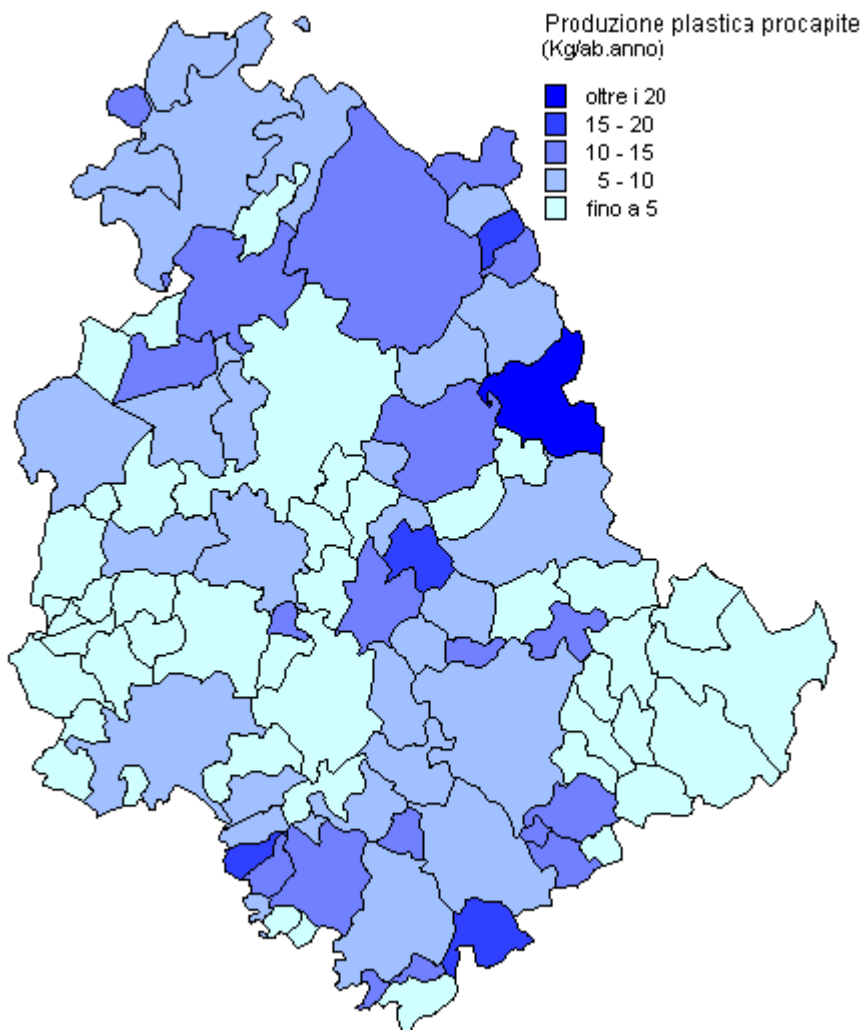 Produzione plastica procapite
(Kg/ab.anno)
oltre i 20
15 - 20
10 - 15
5 - 10
fino a 5